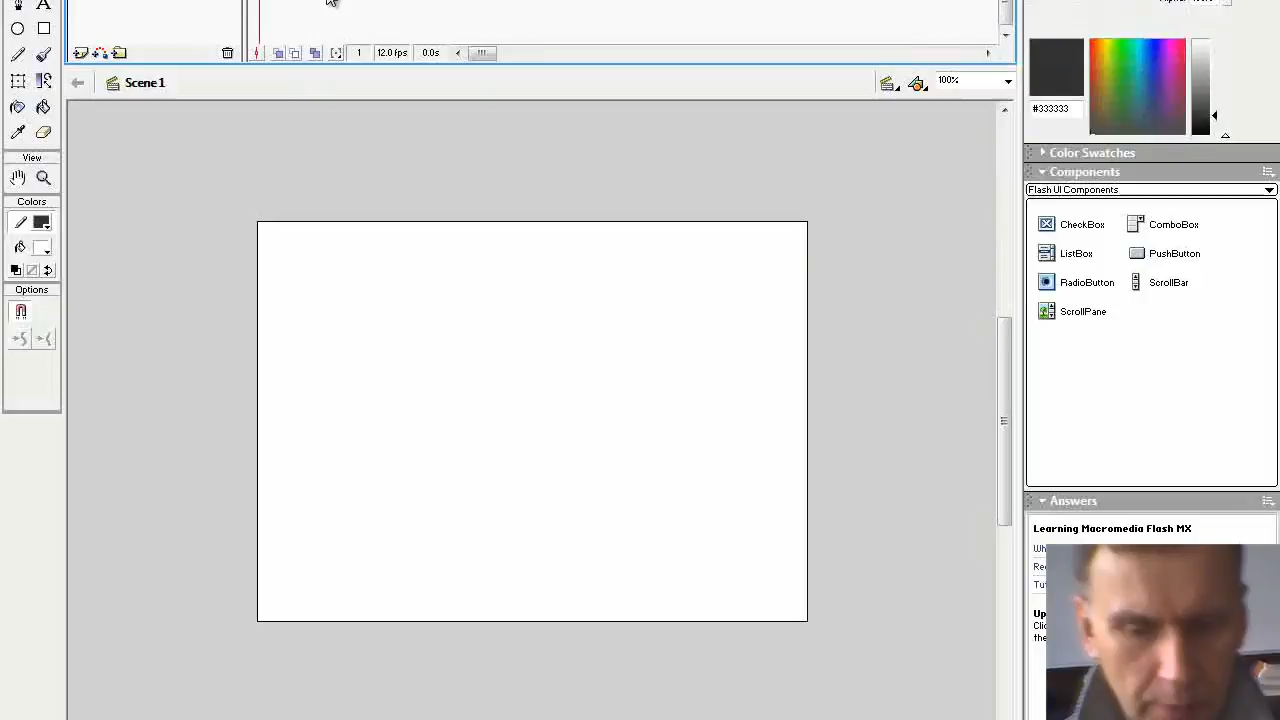 A
1 12.0 fps 0.0s
Scene 1
100%
#333333
View
Color Swatches
Components
Colors
Flash UI Components
CheckBox ComboBox
ListBox PushButton
Options
RadioButton ScrollBar
ScrollPane
Answers
Learning Macromedia Flash MX